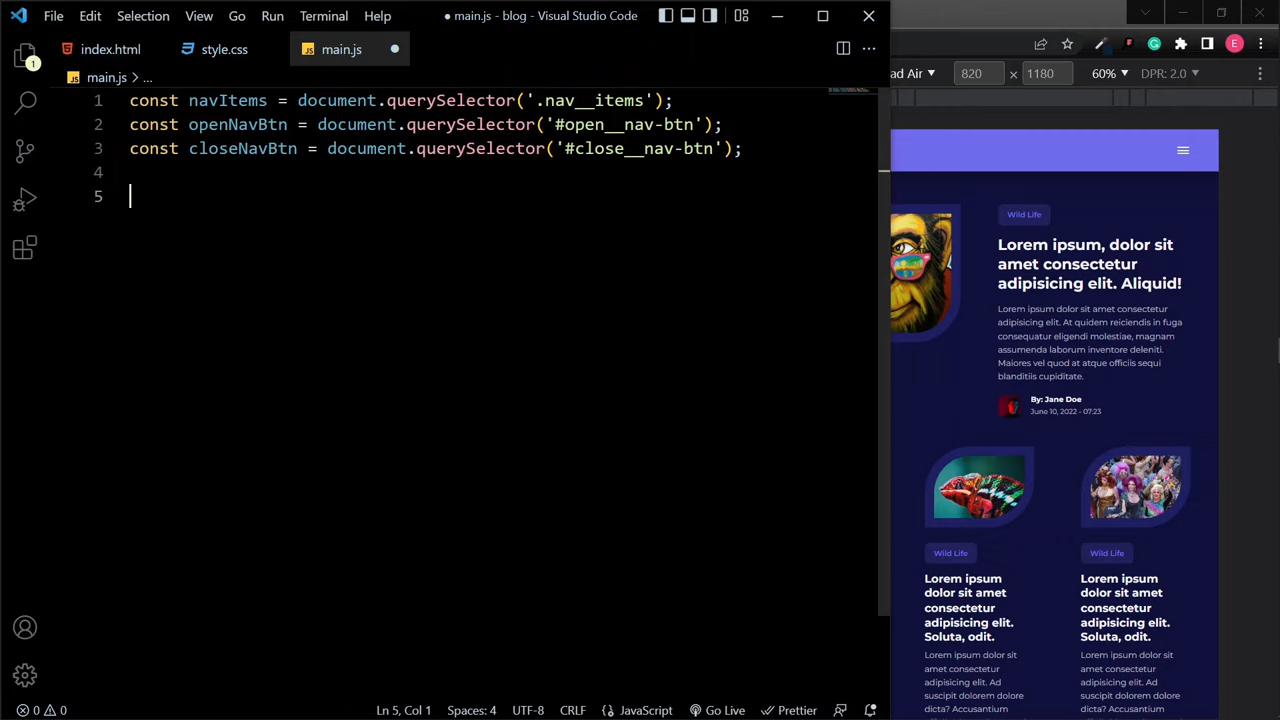 File Edit Selection View Go Run Terminal Help
● main.js - blog - Visual Studio Code
index.html style.css main.js
main.js > ...
1 const navItems = document.querySelector('.nav__items');
2 const openNavBtn = document.querySelector('#open__nav-btn');
3 const closeNavBtn = document.querySelector('#close__nav-btn');
4
5
1
0 0
Ln 5, Col 1 Spaces: 4 UTF-8 CRLF JavaScript Go Live Prettier
E
ad Air 820 × 1180 60% DPR: 2.0
Wild Life
Lorem ipsum, dolor sit
amet consectetur
adipisicing elit. Aliquid!
Lorem ipsum dolor sit amet consectetur
adipisicing elit. At quidem reiciendis in fuga
consequatur eligendi molestiae, magnam
assumenda laborum inventore deleniti.
Maiores vel quod at atque officiis sequi
blanditiis cupiditate.
By: Jane Doe
June 10, 2022 - 07:23
Wild Life
Lorem ipsum
dolor sit amet
consectetur
adipisicing elit.
Soluta, odit.
Lorem ipsum dolor sit
amet consectetur
adipisicing elit. Ad
suscipit dolorem dolore
dicta? Accusantium
Wild Life
Lorem ipsum
dolor sit amet
consectetur
adipisicing elit.
Soluta, odit.
Lorem ipsum dolor sit
amet consectetur
adipisicing elit. Ad
suscipit dolorem dolore
dicta? Accusantium